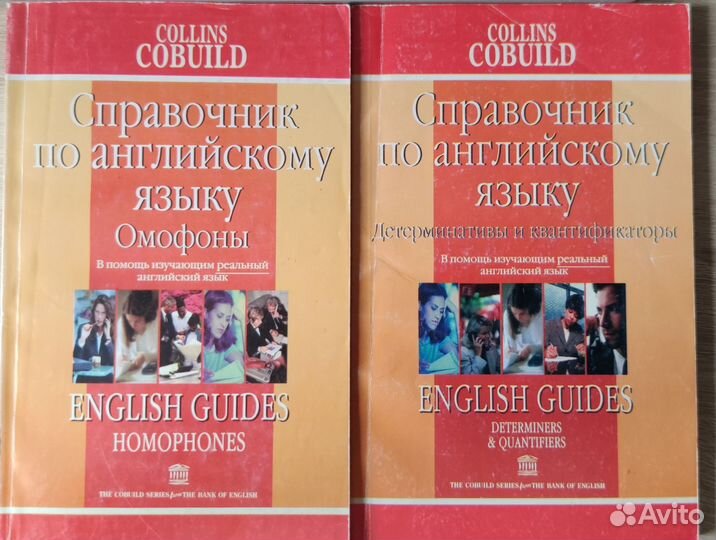 COLLINS
COBUILD
Справочник
по английскому
языку
Омофоны
В помощь изучающим реальный
английский язык
ENGLISH GUIDES
HOMOPHONES
THE COBUILD SERIES from THE BANK OF ENGLISH
COLLINS
COBUILD
Справочник
по английскому
языку
Детерминативы и квантификаторы
В помощь изучающим реальный
английский язык
ENGLISH GUIDES
DETERMINERS
& QUANTIFIERS
THE COBUILD SERIES from THE BANK OF ENGLISH
Avito